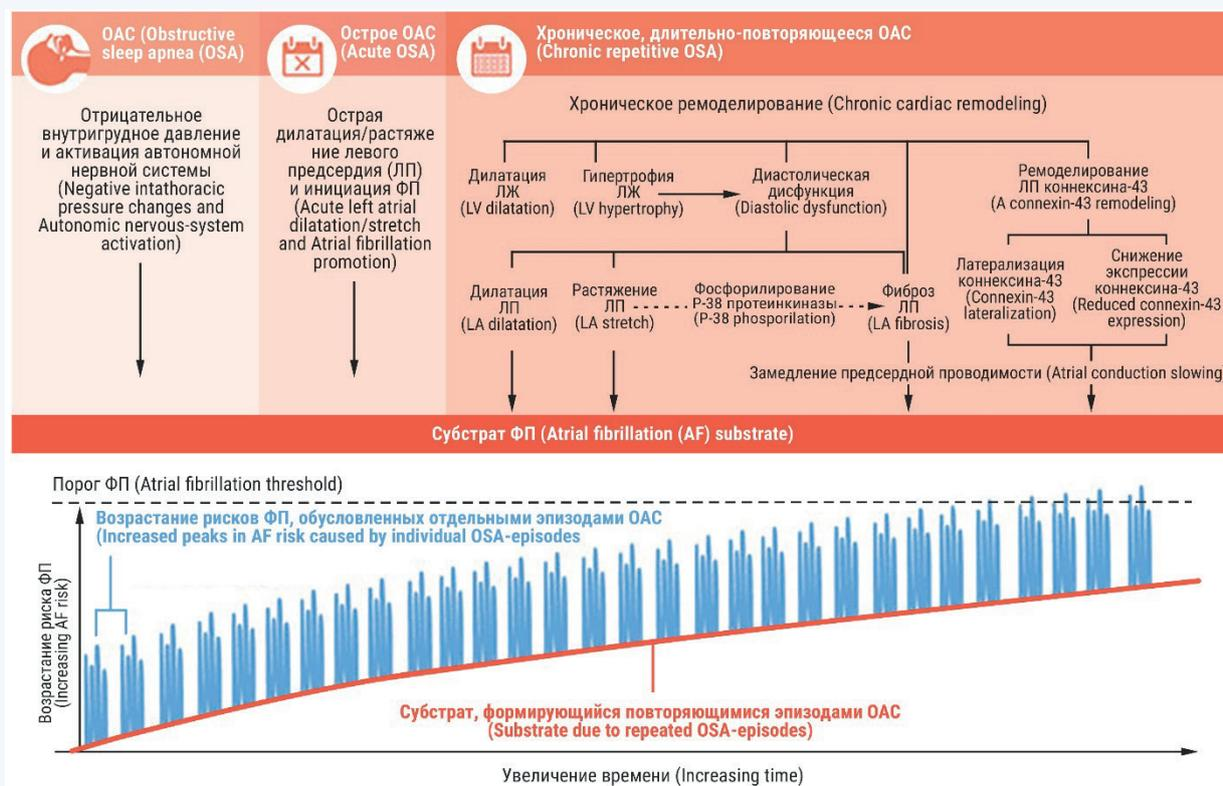 ОАС (Obstructive
sleep apnea (OSA)
Острое ОАС
(Acute OSA)
Хроническое, длительно-повторяющееся ОАС
(Chronic repetitive OSA)
Отрицательное
внутригрудное давление
и активация автономной
нервной системы
(Negative intathoracic
pressure changes and
Autonomic nervous-system
activation)
Острая
дилатация/растяже
ние левого
предсердия (ЛП)
и инициация ФП
(Acute left atrial
dilatation/stretch
and Atrial fibrillation
promotion)
Хроническое ремоделирование (Chronic cardiac remodeling)
Дилатация
ЛЖ
(LV dilatation)
Гипертрофия
ЛЖ
(LV hypertrophy)
Диастолическая
дисфункция
(Diastolic dysfunction)
Ремоделирование
ЛП коннексина-43
(A connexin-43 remodeling)
Дилатация
ЛП
(LA dilatation)
Растяжение
ЛП
(LA stretch)
Фосфорилирование
P-38 протеинкиназы
(P-38 phosporilation)
Фиброз
ЛП
(LA fibrosis)
Латерализация
коннексина-43
(Connexin-43
lateralization)
Снижение
экспрессии
коннексина-43
(Reduced connexin-43
expression)
Замедление предсердной проводимости (Atrial conduction slowing)
Субстрат ФП (Atrial fibrillation (AF) substrate)
Порог ФП (Atrial fibrillation threshold)
Возрастание рисков ФП, обусловленных отдельными эпизодами ОАС
(Increased peaks in AF risk caused by individual OSA-episodes
Возрастание риска ФП
(Increasing AF risk)
Субстрат, формирующийся повторяющимися эпизодами ОАС
(Substrate due to repeated OSA-episodes)
Увеличение времени (Increasing time)